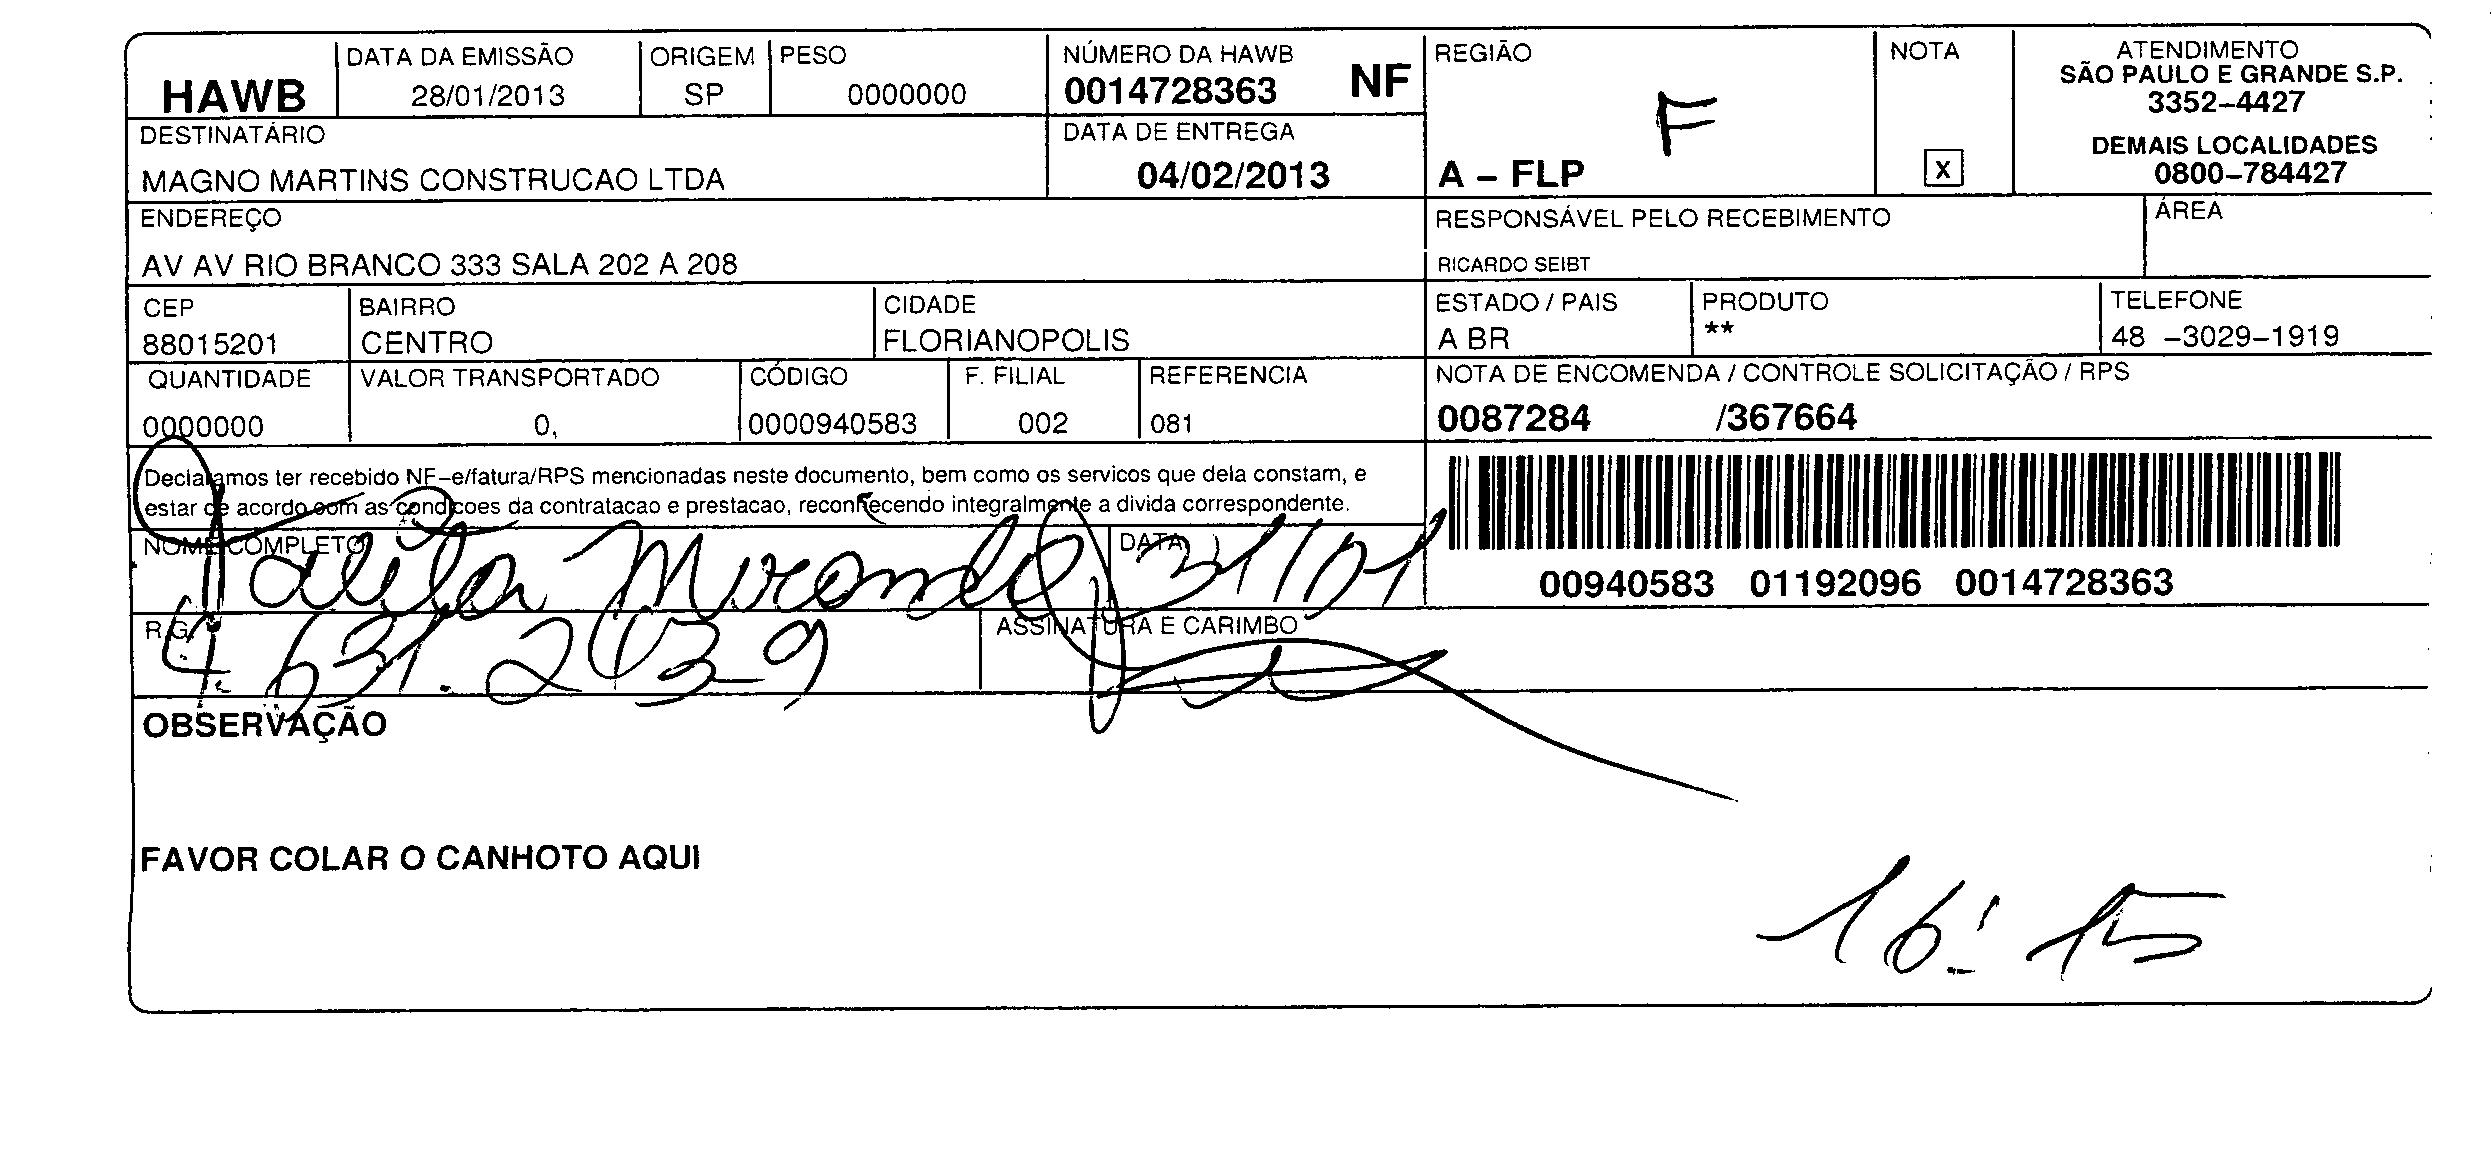 HAWB
DATA DA EMISSÃO
28/01/2013
ORIGEM
SP
PESO
0000000
NÚMERO DA HAWB
0014728363 NF
REGIÃO
F
A – FLP
NOTA
X
ATENDIMENTO
SÃO PAULO E GRANDE S.P.
3352–4427
DEMAIS LOCALIDADES
0800–784427
DESTINATÁRIO
MAGNO MARTINS CONSTRUCAO LTDA
DATA DE ENTREGA
04/02/2013
ENDEREÇO
AV AV RIO BRANCO 333 SALA 202 A 208
RESPONSÁVEL PELO RECEBIMENTO
RICARDO SEIBT
ÁREA
CEP
88015201
BAIRRO
CENTRO
CIDADE
FLORIANOPOLIS
ESTADO / PAIS
A BR
PRODUTO
**
TELEFONE
48 –3029–1919
QUANTIDADE
0000000
VALOR TRANSPORTADO
0,
CÓDIGO
0000940583
F. FILIAL
002
REFERENCIA
081
NOTA DE ENCOMENDA / CONTROLE SOLICITAÇÃO / RPS
0087284 /367664
Declaramos ter recebido NF–e/fatura/RPS mencionadas neste documento, bem como os servicos que dela constam, e
estar de acordo com as condicoes da contratacao e prestacao, reconhecendo integralmente a divida correspondente.
NOME COMPLETO
Talita Miranda
DATA
31/01
00940583 01192096 0014728363
R.G.
4.631.213-9
ASSINATURA E CARIMBO
OBSERVAÇÃO
FAVOR COLAR O CANHOTO AQUI
16:15